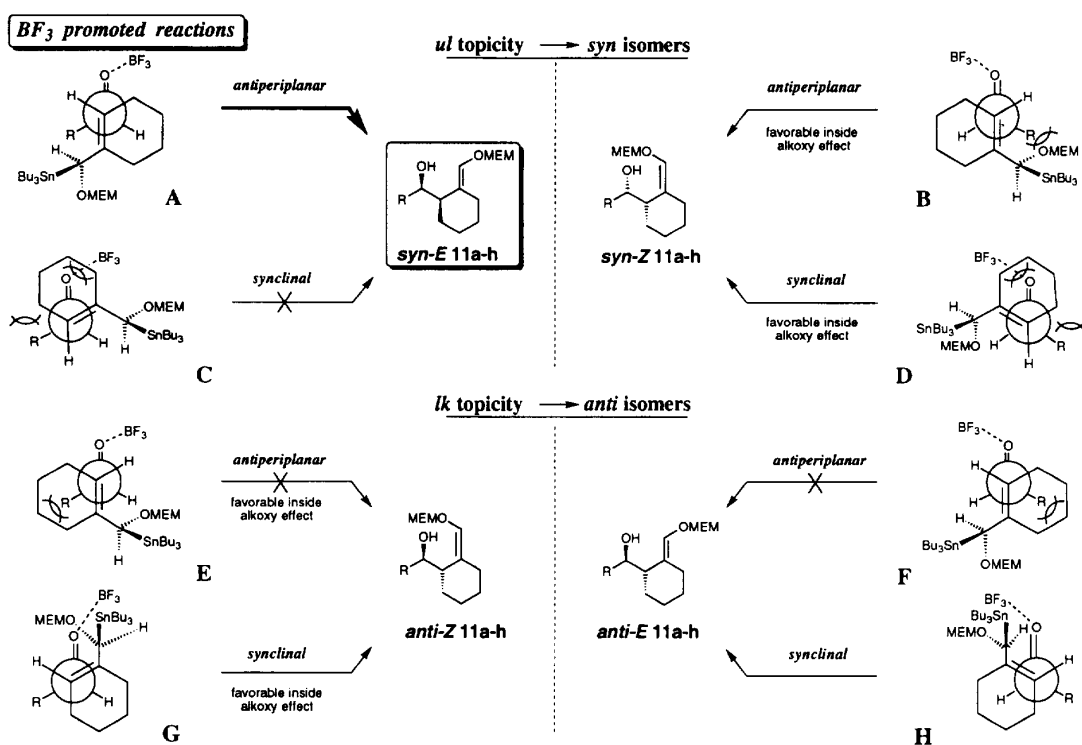 BF3 promoted reactions
ul topicity → syn isomers
BF3
O
H
R
H
H
Bu3Sn
OMEM
A
antiperiplanar
OH
OMEM
R
syn-E 11a-h
MEMO
OH
R
syn-Z 11a-h
antiperiplanar
favorable inside
alkoxy effect
BF3
O
H
H
R
OMEM
SnBu3
H
B
BF3
O
OMEM
SnBu3
R
H
H
H
C
synclinal
synclinal
favorable inside
alkoxy effect
BF3
O
H
SnBu3
MEMO
R
H
H
D
lk topicity → anti isomers
BF3
O
H
R
H
OMEM
SnBu3
H
E
antiperiplanar
favorable inside
alkoxy effect
MEMO
OH
R
anti-Z 11a-h
OMEM
OH
R
anti-E 11a-h
antiperiplanar
BF3
O
H
H
R
H
Bu3Sn
OMEM
F
BF3
SnBu3
MEMO
H
O
H
R
H
G
synclinal
favorable inside
alkoxy effect
synclinal
BF3
Bu3Sn
MEMO
H
O
H
H
R
H